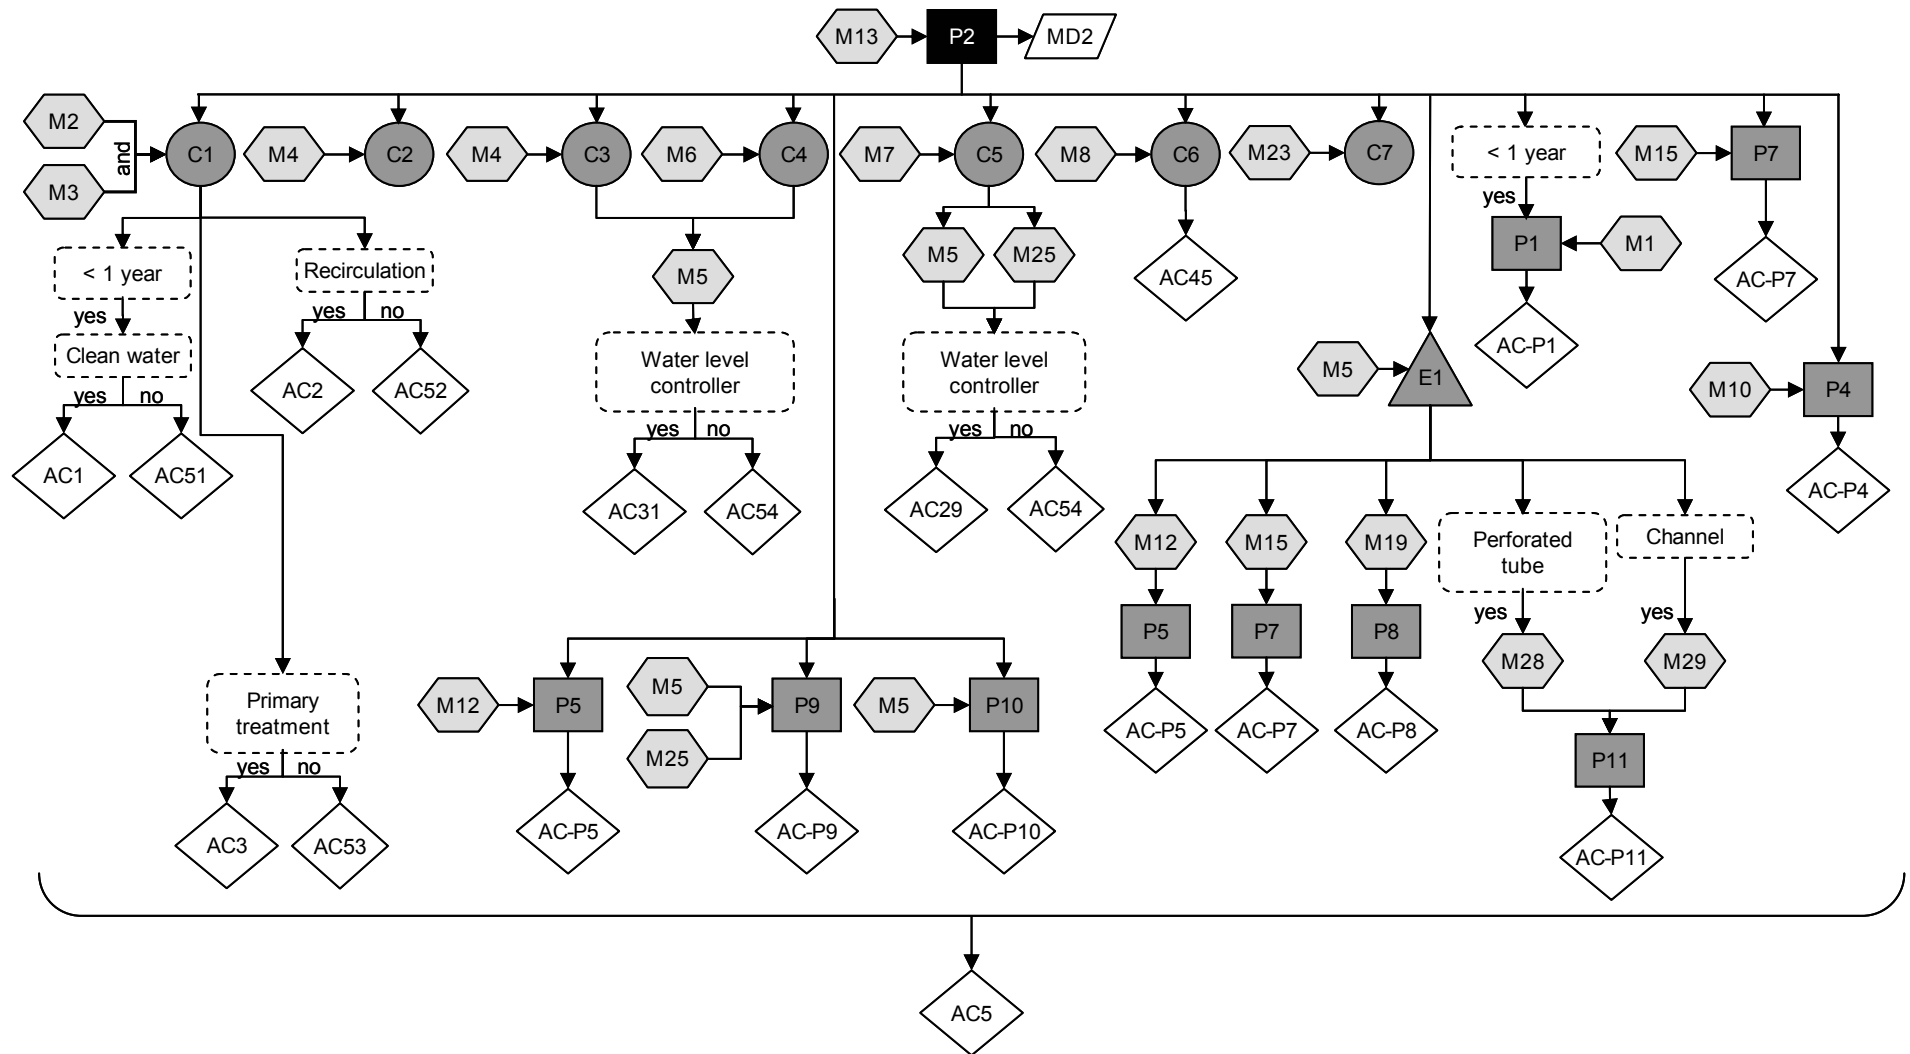 M13
P2
MD2
M2
M3
and
C1
M4
C2
M4
C3
M6
C4
M7
C5
M8
C6
M23
C7
< 1 year
yes
P1
M1
AC-P1
M15
P7
AC-P7
M10
P4
AC-P4
< 1 year
yes
Clean water
yes
no
AC1
AC51
Recirculation
yes
no
AC2
AC52
Primary
treatment
yes
no
AC3
AC53
M5
Water level
controller
yes
no
AC31
AC54
M5
M25
Water level
controller
yes
no
AC29
AC54
AC45
M5
E1
M12
P5
AC-P5
M15
P7
AC-P7
M19
P8
AC-P8
Perforated
tube
yes
M28
Channel
yes
M29
P11
AC-P11
M12
P5
AC-P5
M5
M25
P9
AC-P9
M5
P10
AC-P10
AC5